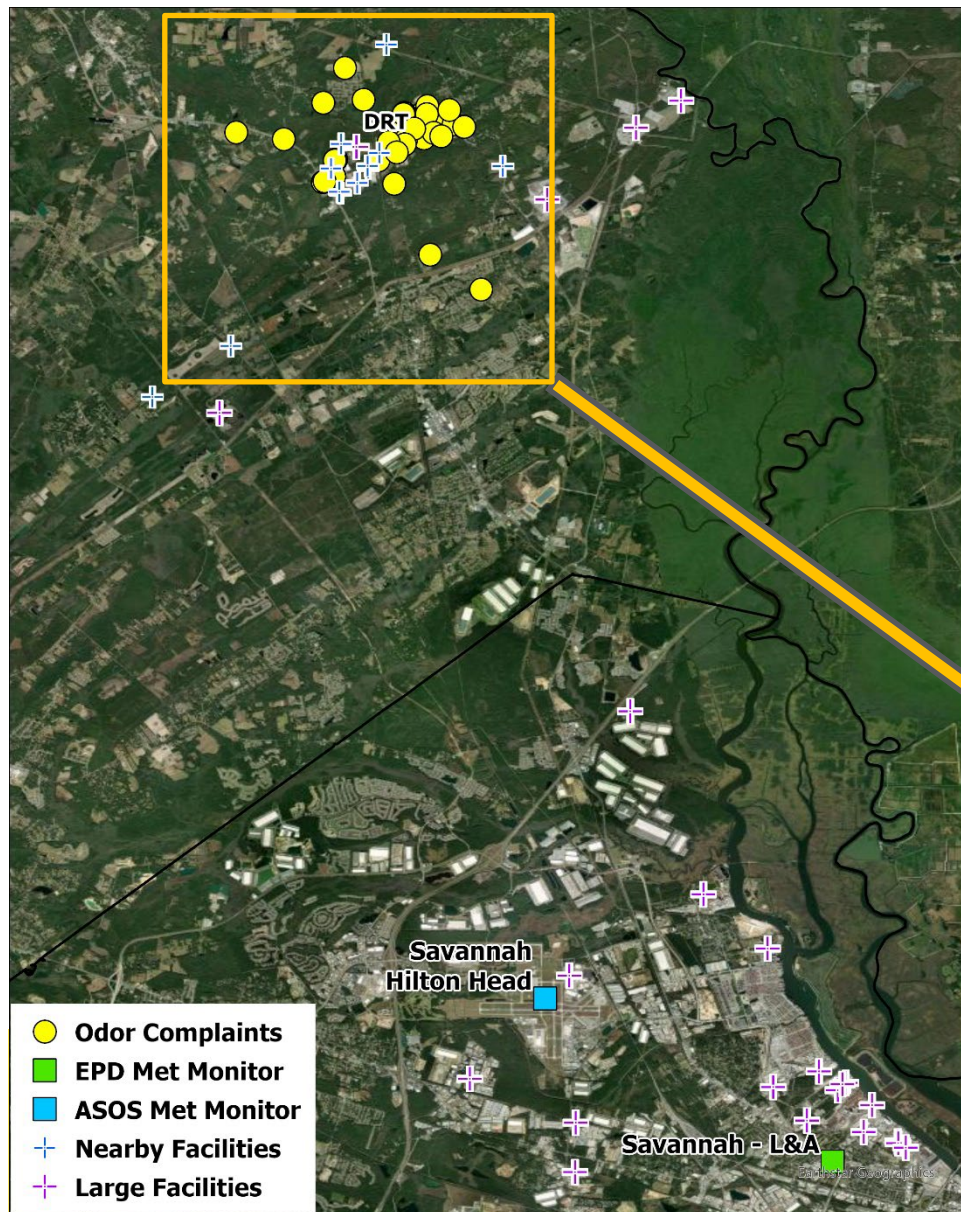 DRT
Savannah
Hilton Head
Savannah - L&A
Earthstar Geographics
Odor Complaints
EPD Met Monitor
ASOS Met Monitor
Nearby Facilities
Large Facilities